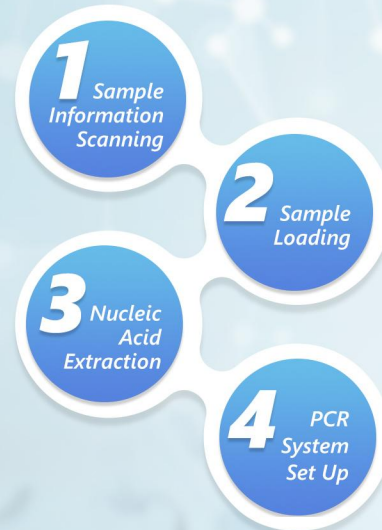 1 Sample
Information
Scanning
2 Sample
Loading
3 Nucleic
Acid
Extraction
4 PCR
System
Set Up